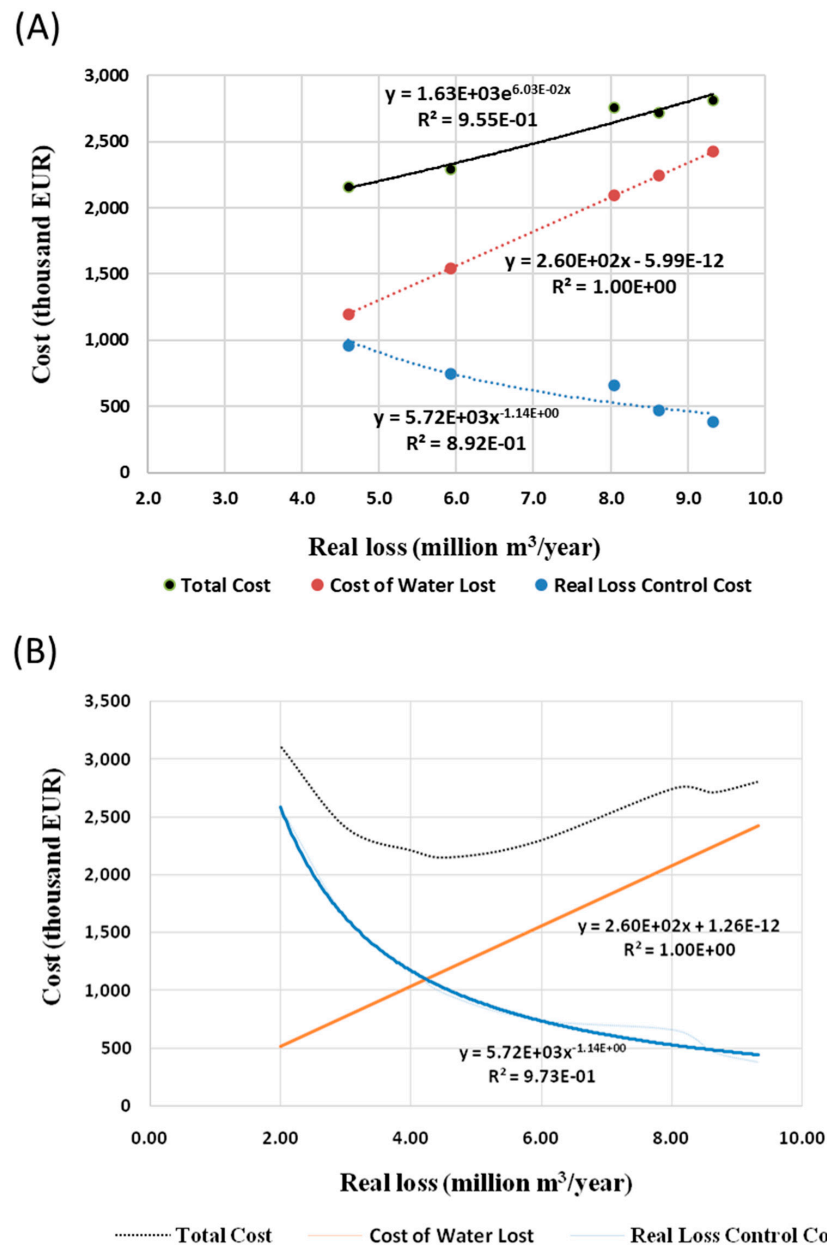 (A)
3,000
2,500
2,000
1,500
1,000
500
0
Cost (thousand EUR)
y = 1.63E+03e^6.03E-02x
R² = 9.55E-01
y = 2.60E+02x - 5.99E-12
R² = 1.00E+00
y = 5.72E+03x^-1.14E+00
R² = 8.92E-01
2.0 3.0 4.0 5.0 6.0 7.0 8.0 9.0 10.0
Real loss (million m³/year)
Total Cost Cost of Water Lost Real Loss Control Cost
(B)
3,500
3,000
2,500
2,000
1,500
1,000
500
0
Cost (thousand EUR)
y = 2.60E+02x + 1.26E-12
R² = 1.00E+00
y = 5.72E+03x^-1.14E+00
R² = 9.73E-01
0.00 2.00 4.00 6.00 8.00 10.00
Real loss (million m³/year)
Total Cost Cost of Water Lost Real Loss Control Co